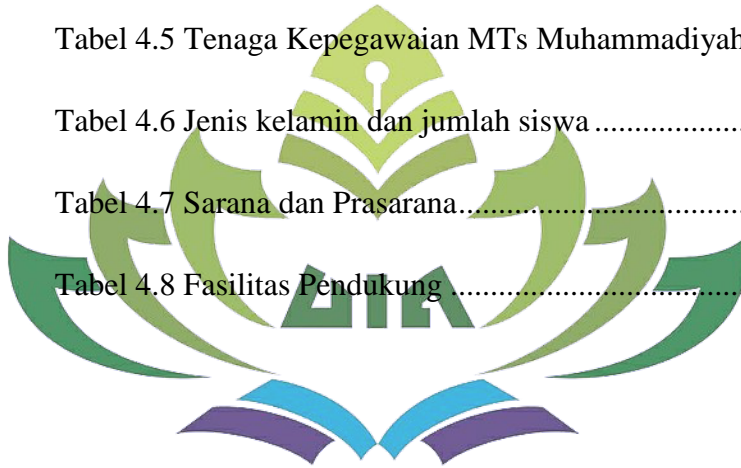 Tabel 4.5 Tenaga Kepegawaian MTs Muhammadiyah
Tabel 4.6 Jenis kelamin dan jumlah siswa ........................
Tabel 4.7 Sarana dan Prasarana...............................................
Tabel 4.8 Fasilitas Pendukung ................................................
UIN